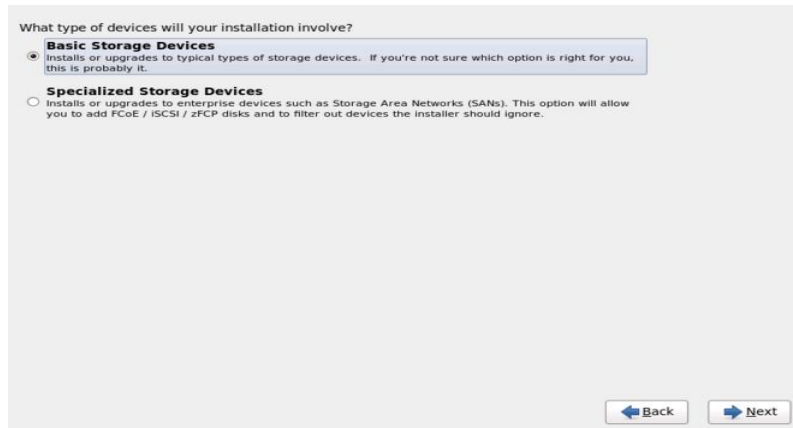 What type of devices will your installation involve?
Basic Storage Devices
Installs or upgrades to typical types of storage devices. If you're not sure which option is right for you,
this is probably it.
Specialized Storage Devices
Installs or upgrades to enterprise devices such as Storage Area Networks (SANs). This option will allow
you to add FCoE / iSCSI / zFCP disks and to filter out devices the installer should ignore.
Back
Next